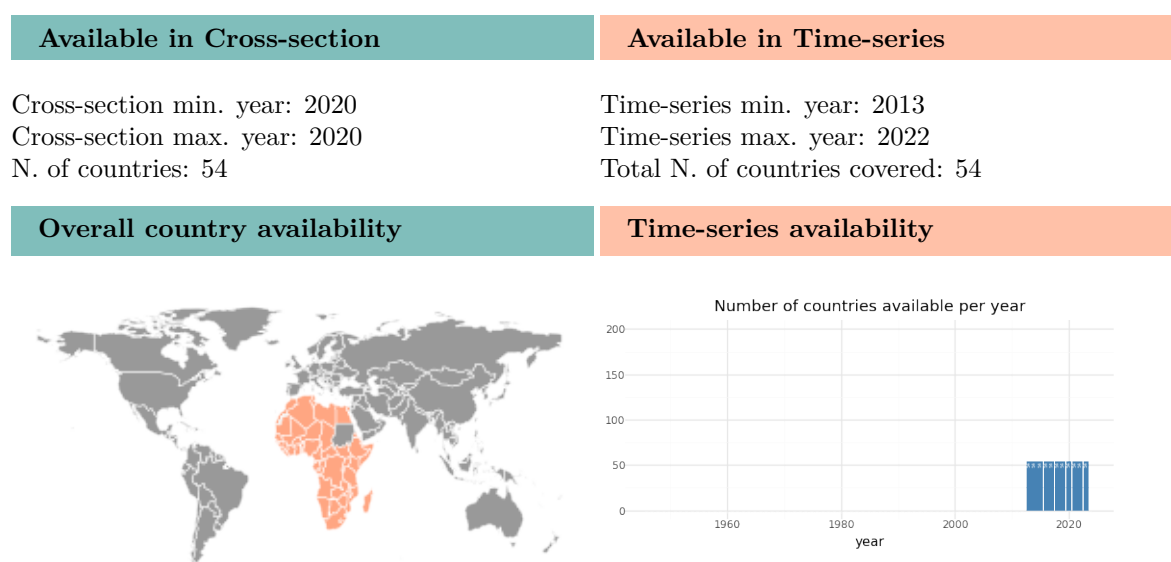 Available in Cross-section
Available in Time-series
Cross-section min. year: 2020
Cross-section max. year: 2020
N. of countries: 54
Time-series min. year: 2013
Time-series max. year: 2022
Total N. of countries covered: 54
Overall country availability
Time-series availability
Number of countries available per year
200
150
100
50
0
1960
1980
2000
2020
year